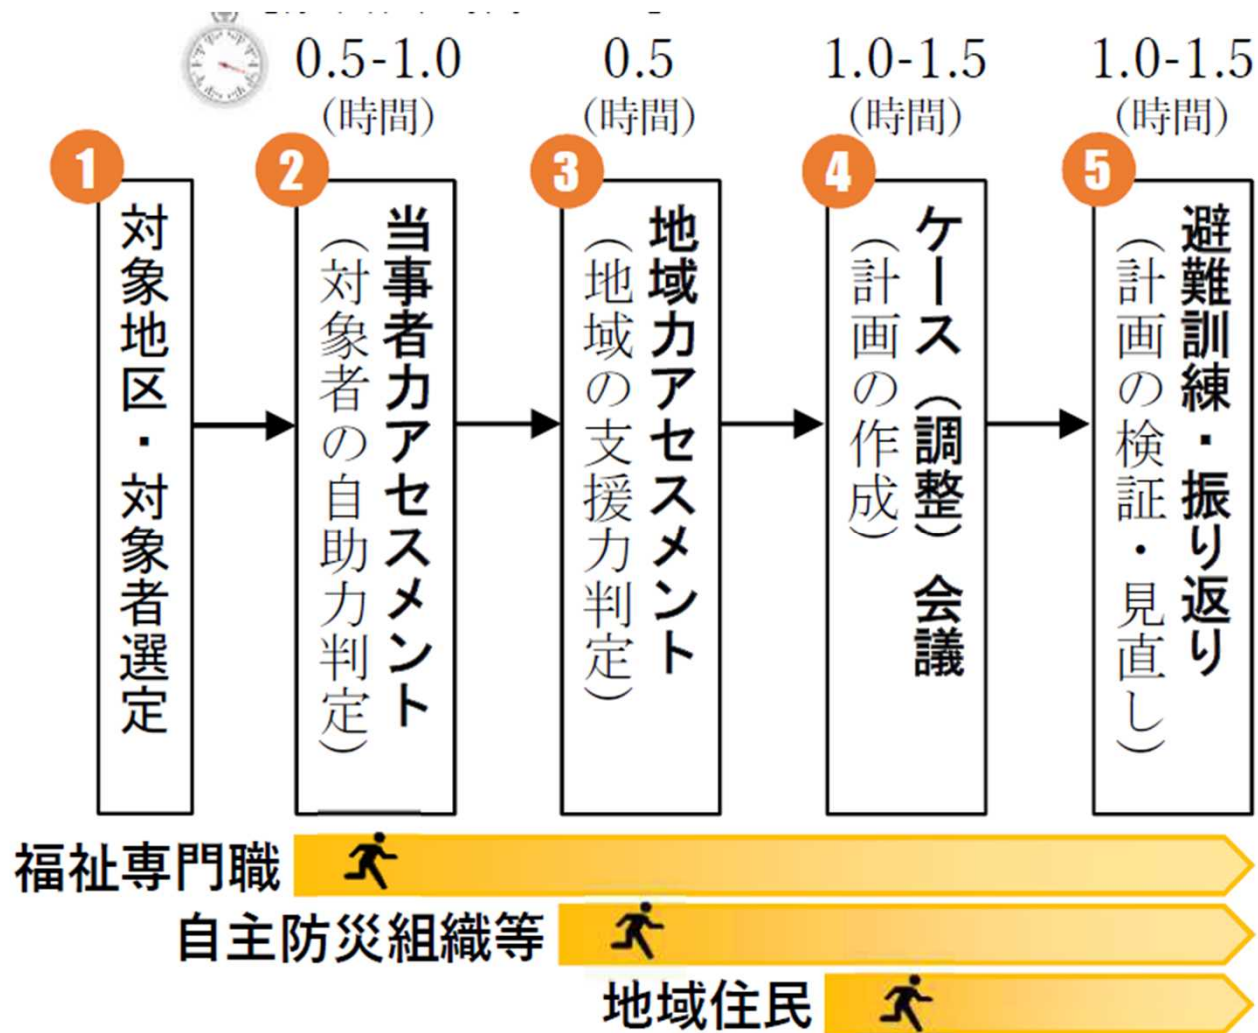 0.5-1.0
(時間)
0.5
(時間)
1.0-1.5
(時間)
1.0-1.5
(時間)
1
対象地区・対象者選定
2
当事者力アセスメント
(対象者の自助力判定)
3
地域力アセスメント
(地域の支援力判定)
4
ケース(調整)会議
(計画の作成)
5
避難訓練・振り返り
(計画の検証・見直し)
福祉専門職
自主防災組織等
地域住民